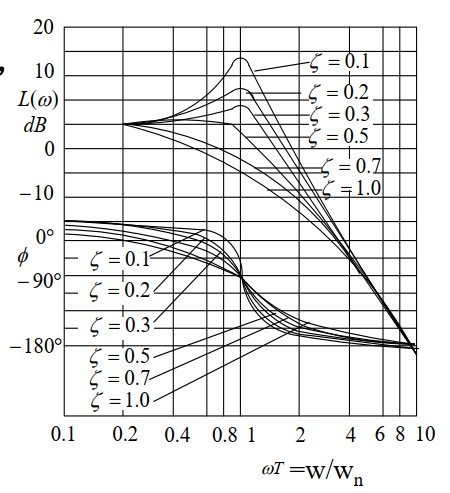 20
,
10
ζ = 0.1
L(ω)
ζ = 0.2
dB
ζ = 0.3
ζ = 0.5
0
ζ = 0.7
ζ = 1.0
−10
0°
ϕ
ζ = 0.1
−90°
ζ = 0.2
ζ = 0.3
−180°
ζ = 0.5
ζ = 0.7
ζ = 1.0
0.1 0.2 0.4 0.8 1 2 4 6 8 10
ωT =w/wn